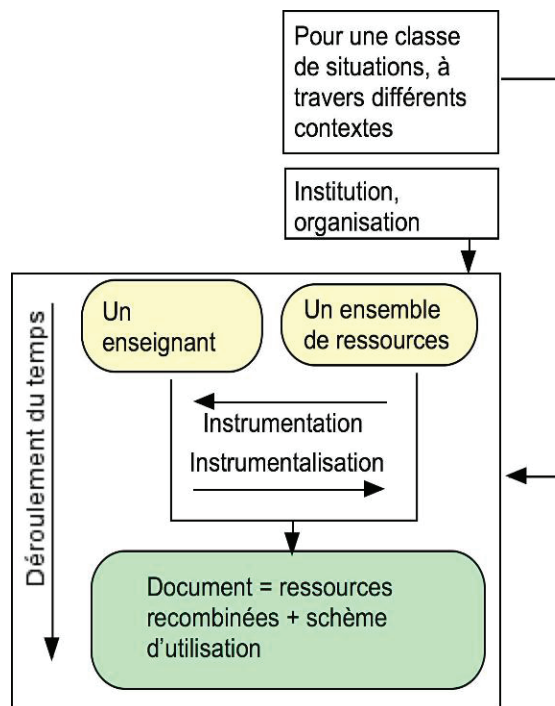 Pour une classe
de situations, à
travers différents
contextes
Institution,
organisation
Déroulement du temps
Un
enseignant
Un ensemble
de ressources
Instrumentation
Instrumentalisation
Document = ressources
recombinées + schème
d'utilisation